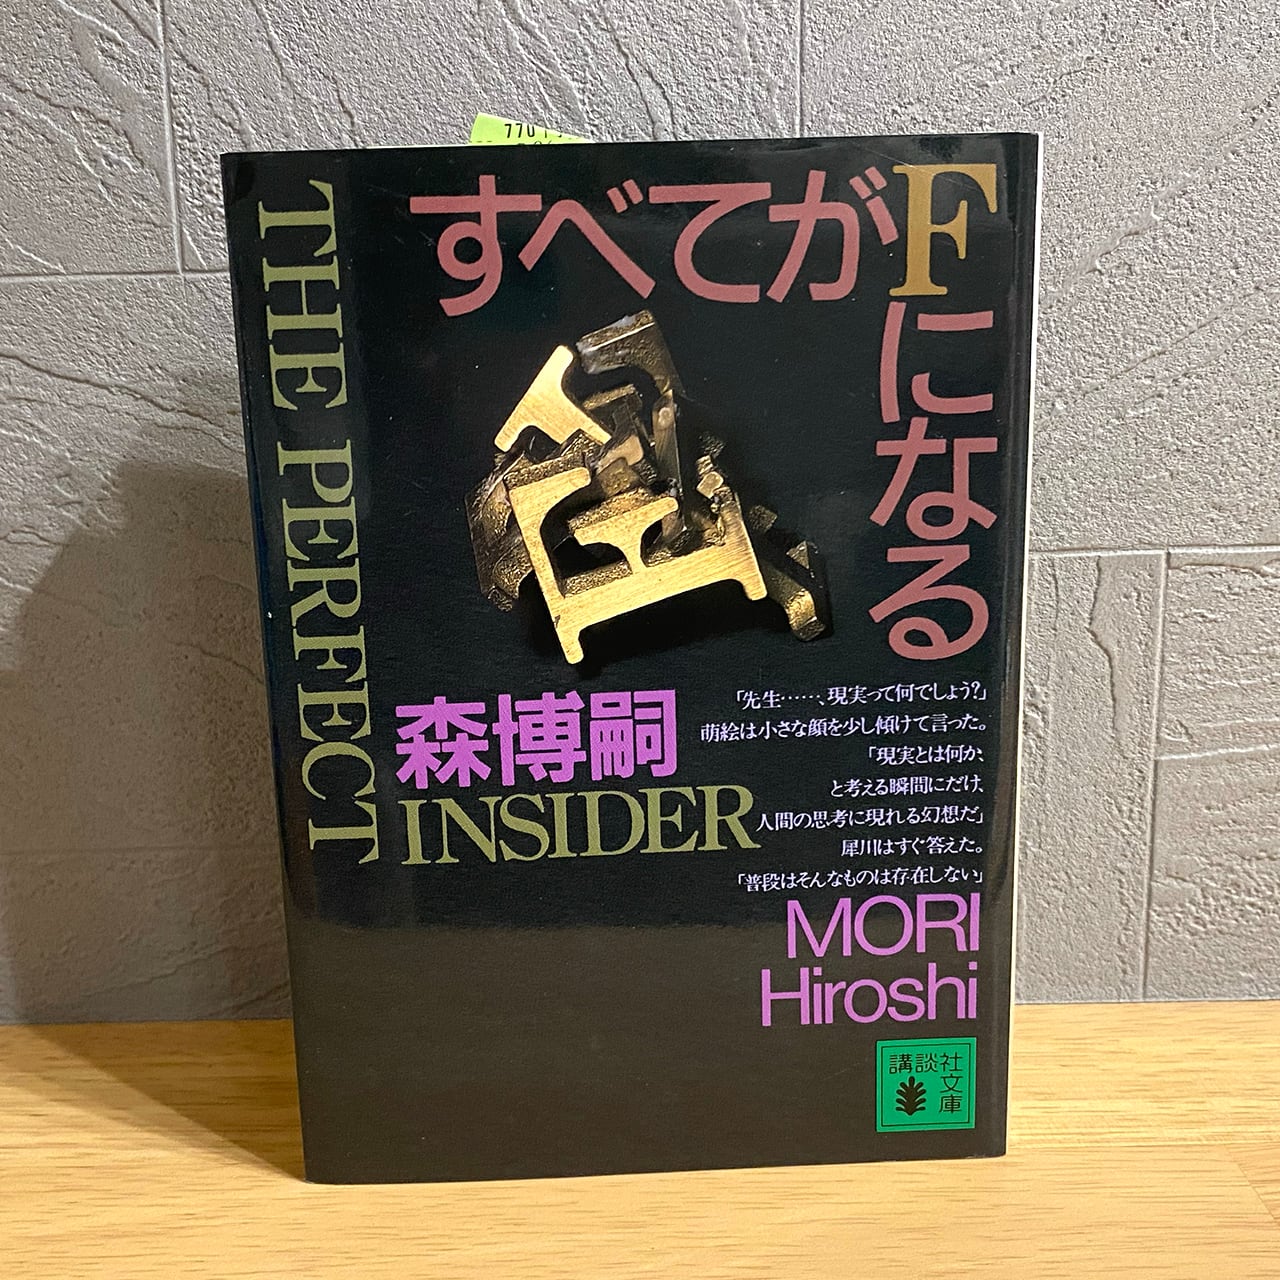 770
すべてがFになる
THE PERFECT
INSIDER
森博嗣
「先生……、現実って何でしょう?」
萌絵は小さな顔を少し傾けて言った。
「現実とは何か、
と考える瞬間にだけ、
人間の思考に現れる幻想だ」
犀川はすぐ答えた。
「普段はそんなものは存在しない」
MORI
Hiroshi
講談社
文庫